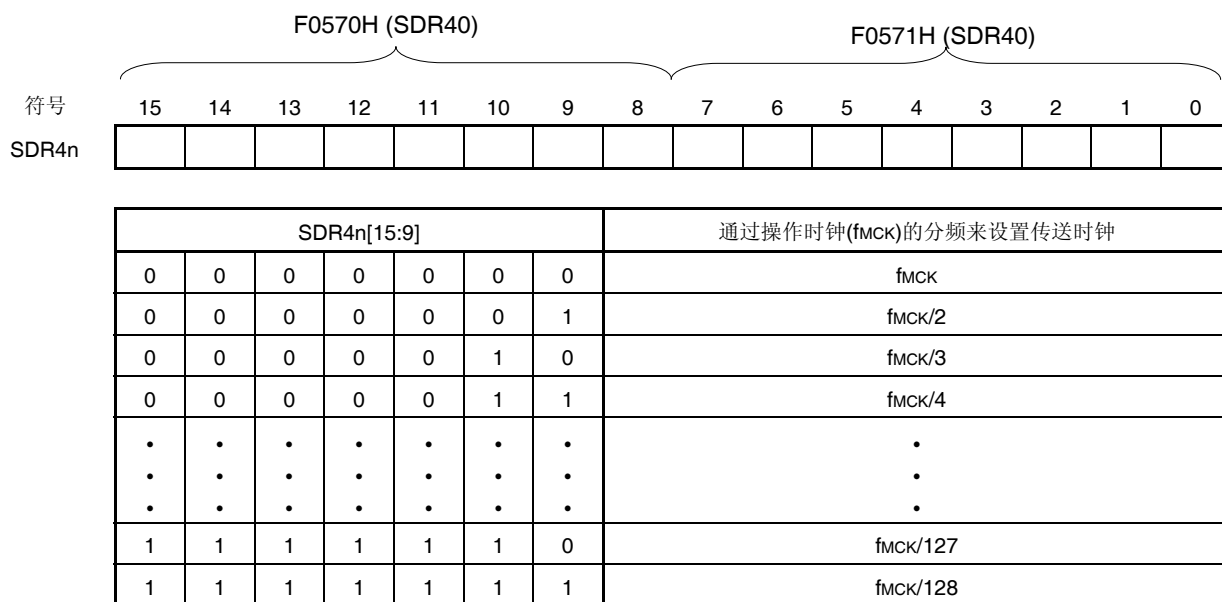 F0570H (SDR40) F0571H (SDR40)
符号 15 14 13 12 11 10 9 8 7 6 5 4 3 2 1 0
SDR4n
SDR4n[15:9] 通过操作时钟(fMCK)的分频来设置传送时钟
0 0 0 0 0 0 0 fMCK
0 0 0 0 0 0 1 fMCK/2
0 0 0 0 0 1 0 fMCK/3
0 0 0 0 0 1 1 fMCK/4
• • • • • • • •
• • • • • • • •
• • • • • • • •
1 1 1 1 1 1 0 fMCK/127
1 1 1 1 1 1 1 fMCK/128